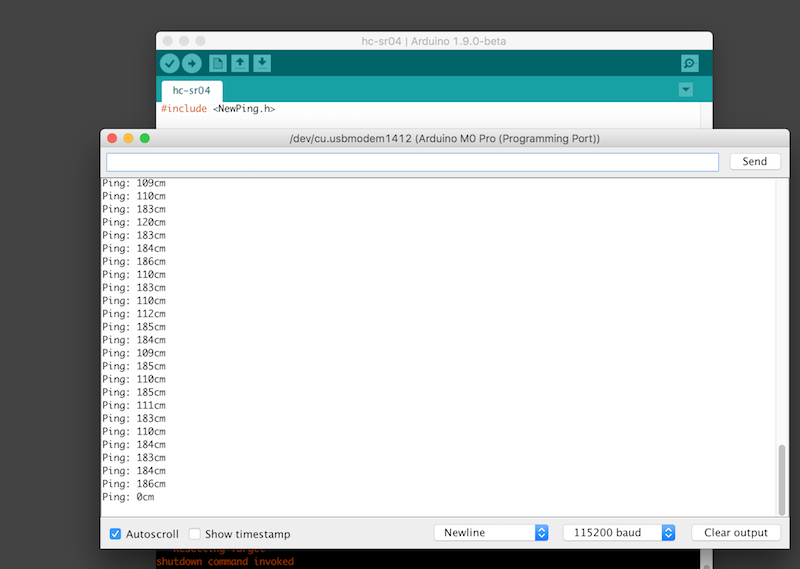 hc-sr04 | Arduino 1.9.0-beta
hc-sr04
#include <NewPing.h>
/dev/cu.usbmodem1412 (Arduino M0 Pro (Programming Port))
Send
Ping: 109cm
Ping: 110cm
Ping: 183cm
Ping: 120cm
Ping: 183cm
Ping: 184cm
Ping: 186cm
Ping: 110cm
Ping: 183cm
Ping: 110cm
Ping: 112cm
Ping: 185cm
Ping: 184cm
Ping: 109cm
Ping: 185cm
Ping: 110cm
Ping: 185cm
Ping: 111cm
Ping: 183cm
Ping: 110cm
Ping: 184cm
Ping: 183cm
Ping: 184cm
Ping: 186cm
Ping: 0cm
Autoscroll Show timestamp Newline 115200 baud Clear output
Resetting Target
shutdown command invoked